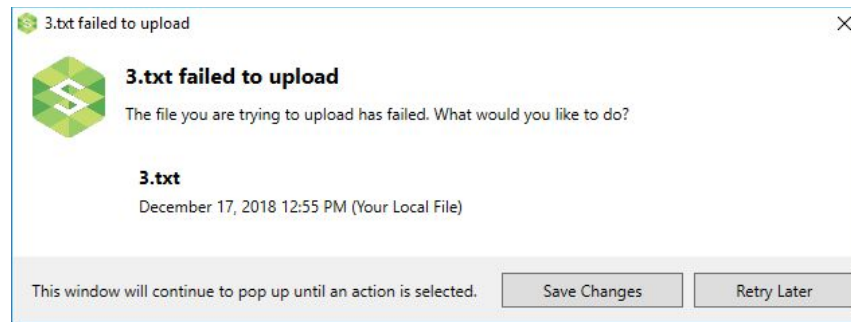 3.txt failed to upload
3.txt failed to upload
The file you are trying to upload has failed. What would you like to do?
3.txt
December 17, 2018 12:55 PM (Your Local File)
This window will continue to pop up until an action is selected.
Save Changes
Retry Later